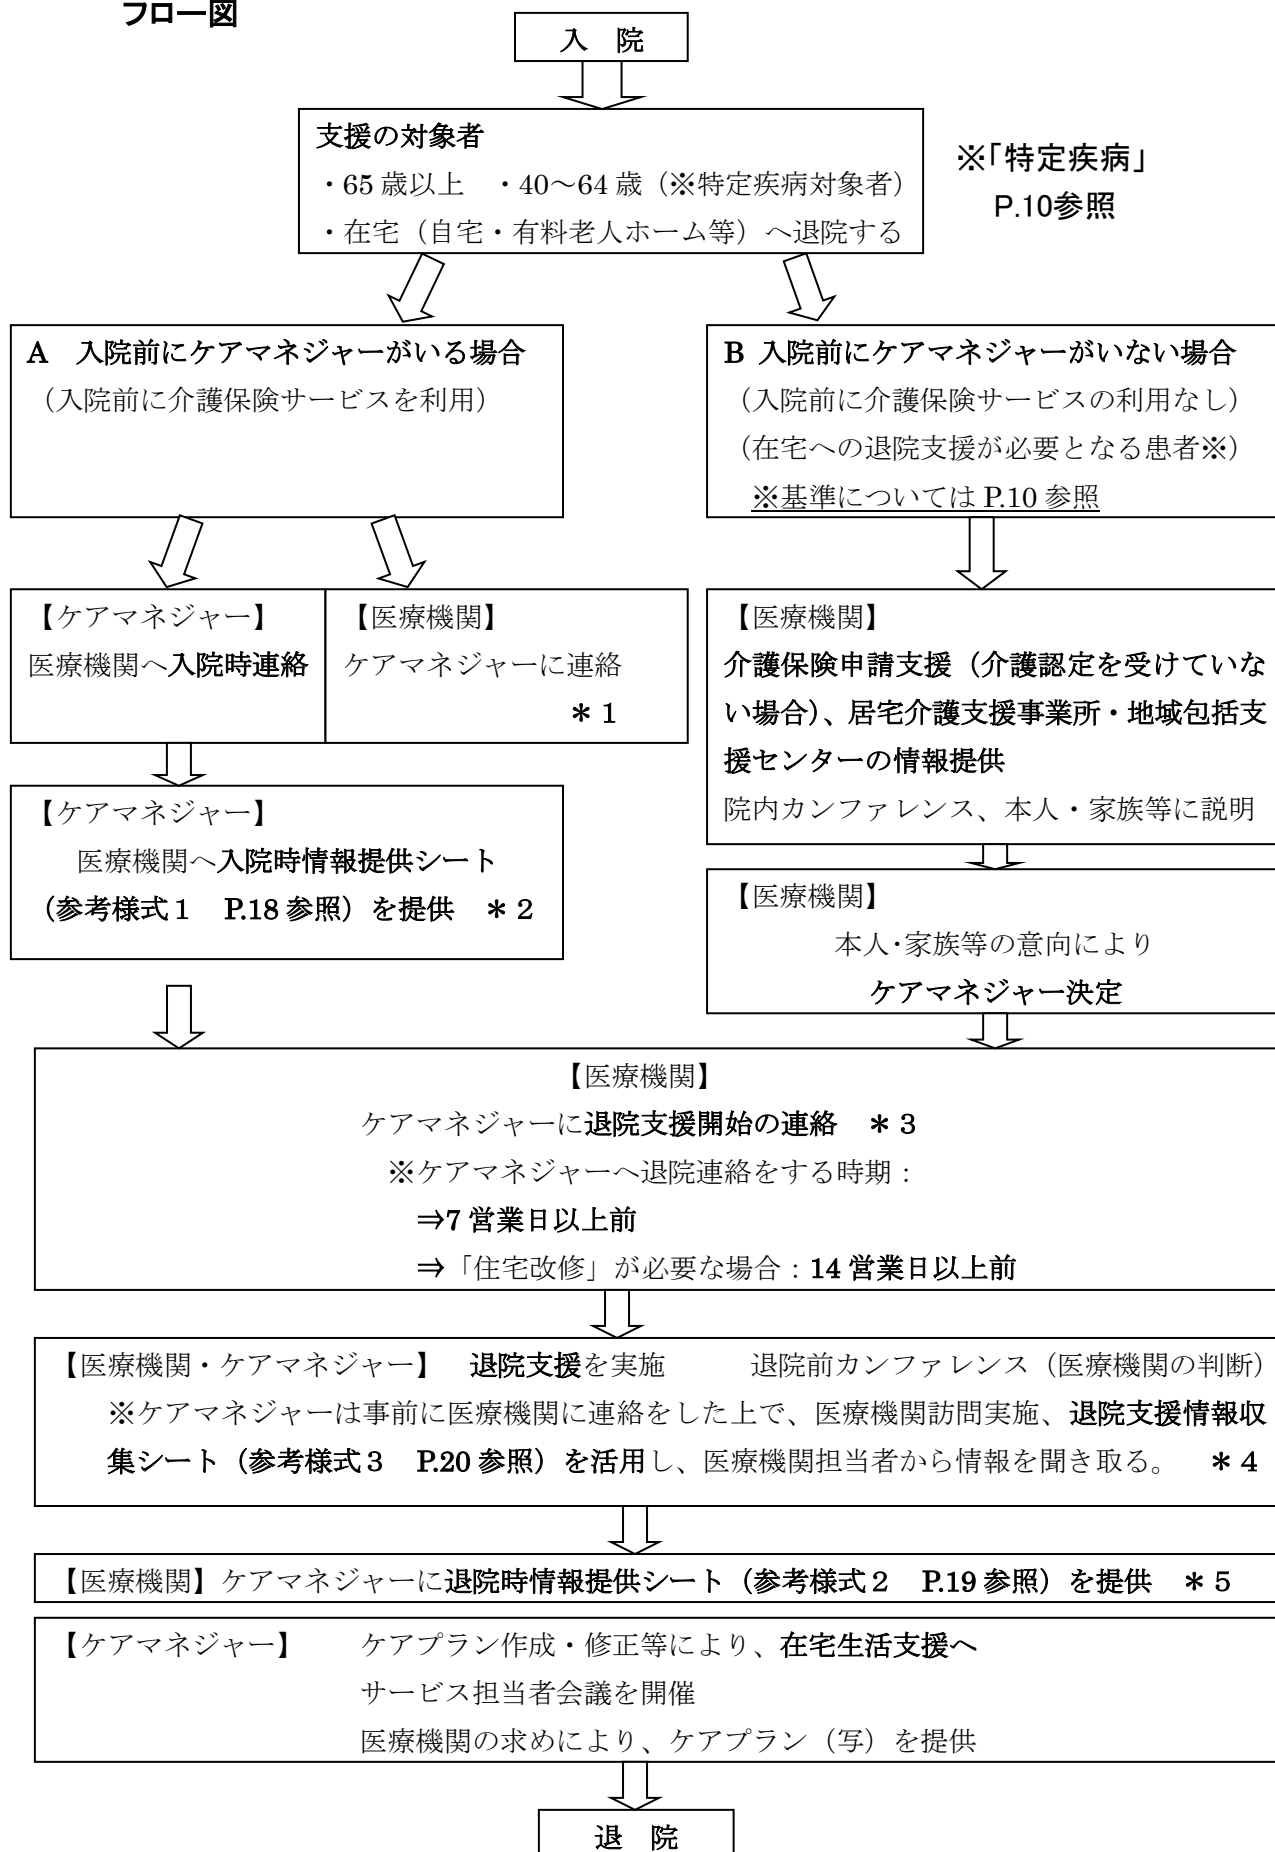 フロー図
入　院
支援の対象者
・65 歳以上　・40～64 歳（※特定疾病対象者）
・在宅（自宅・有料老人ホーム等）へ退院する
※「特定疾病」
P.10参照
A　入院前にケアマネジャーがいる場合
（入院前に介護保険サービスを利用）
B 入院前にケアマネジャーがいない場合
（入院前に介護保険サービスの利用なし）
（在宅への退院支援が必要となる患者※）
※基準については P.10 参照
【ケアマネジャー】
医療機関へ入院時連絡
【医療機関】
ケアマネジャーに連絡
＊１
【医療機関】
介護保険申請支援（介護認定を受けていな
い場合）、居宅介護支援事業所・地域包括支
援センターの情報提供
院内カンファレンス、本人・家族等に説明
【ケアマネジャー】
医療機関へ入院時情報提供シート
（参考様式１　P.18 参照）を提供　＊２
【医療機関】
本人・家族等の意向により
ケアマネジャー決定
【医療機関】
ケアマネジャーに退院支援開始の連絡　＊３
※ケアマネジャーへ退院連絡をする時期：
⇒7 営業日以上前
⇒「住宅改修」が必要な場合：14 営業日以上前
【医療機関・ケアマネジャー】　退院支援を実施　　　退院前カンファレンス（医療機関の判断）
※ケアマネジャーは事前に医療機関に連絡をした上で、医療機関訪問実施、退院支援情報収
集シート（参考様式３　P.20 参照）を活用し、医療機関担当者から情報を聞き取る。　＊４
【医療機関】ケアマネジャーに退院時情報提供シート（参考様式２　P.19 参照）を提供　＊５
【ケアマネジャー】　　ケアプラン作成・修正等により、在宅生活支援へ
サービス担当者会議を開催
医療機関の求めにより、ケアプラン（写）を提供
退　院